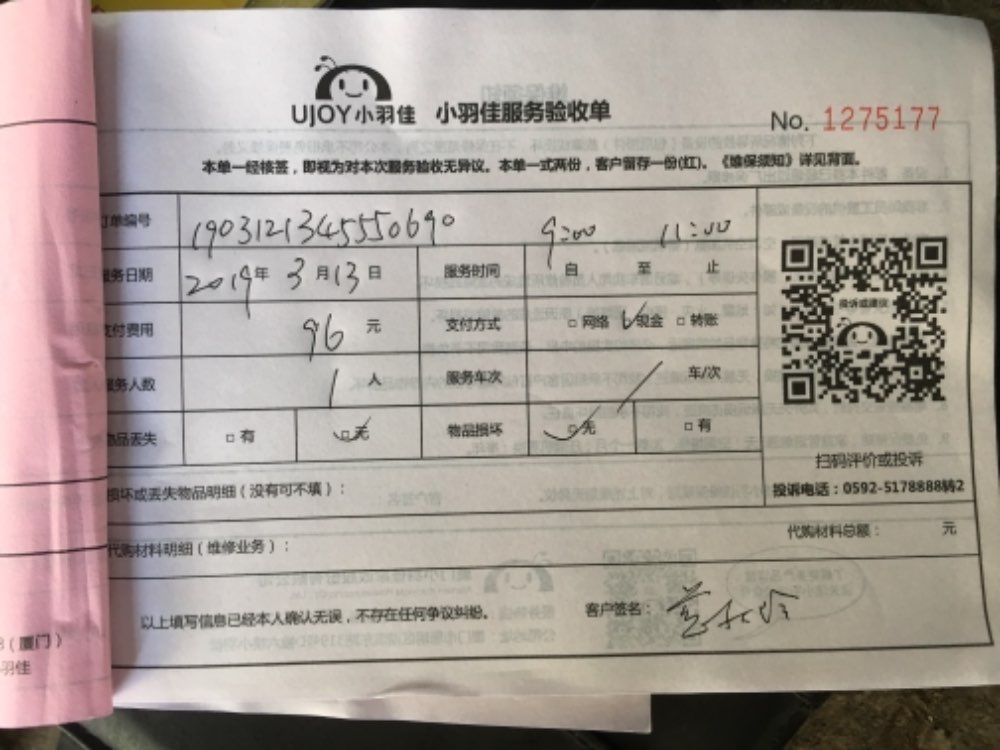 UJOY小羽佳 小羽佳服务验收单
No. 1275177
本单一经核签，即视为对本次服务验收无异议。本单一式两份，客户留存一份(红)。《维保须知》详见背面。
订单编号 1903121345550690
服务日期 2019年 3月13日 服务时间 9:00 自 至 11:00 止
支付费用 96 元 支付方式 □网络 ☑现金 □转账
服务人数 1 人 服务车次 / 车/次
物品丢失 □有 ☑无 物品损坏 ☑无 □有
投诉或建议
扫码评价或投诉
投诉电话：0592-5178888转2
损坏或丢失物品明细（没有可不填）：
代购材料明细（维修业务）：
代购材料总额： 元
以上填写信息已经本人确认无误，不存在任何争议纠纷。
客户签名：
（厦门）
羽佳